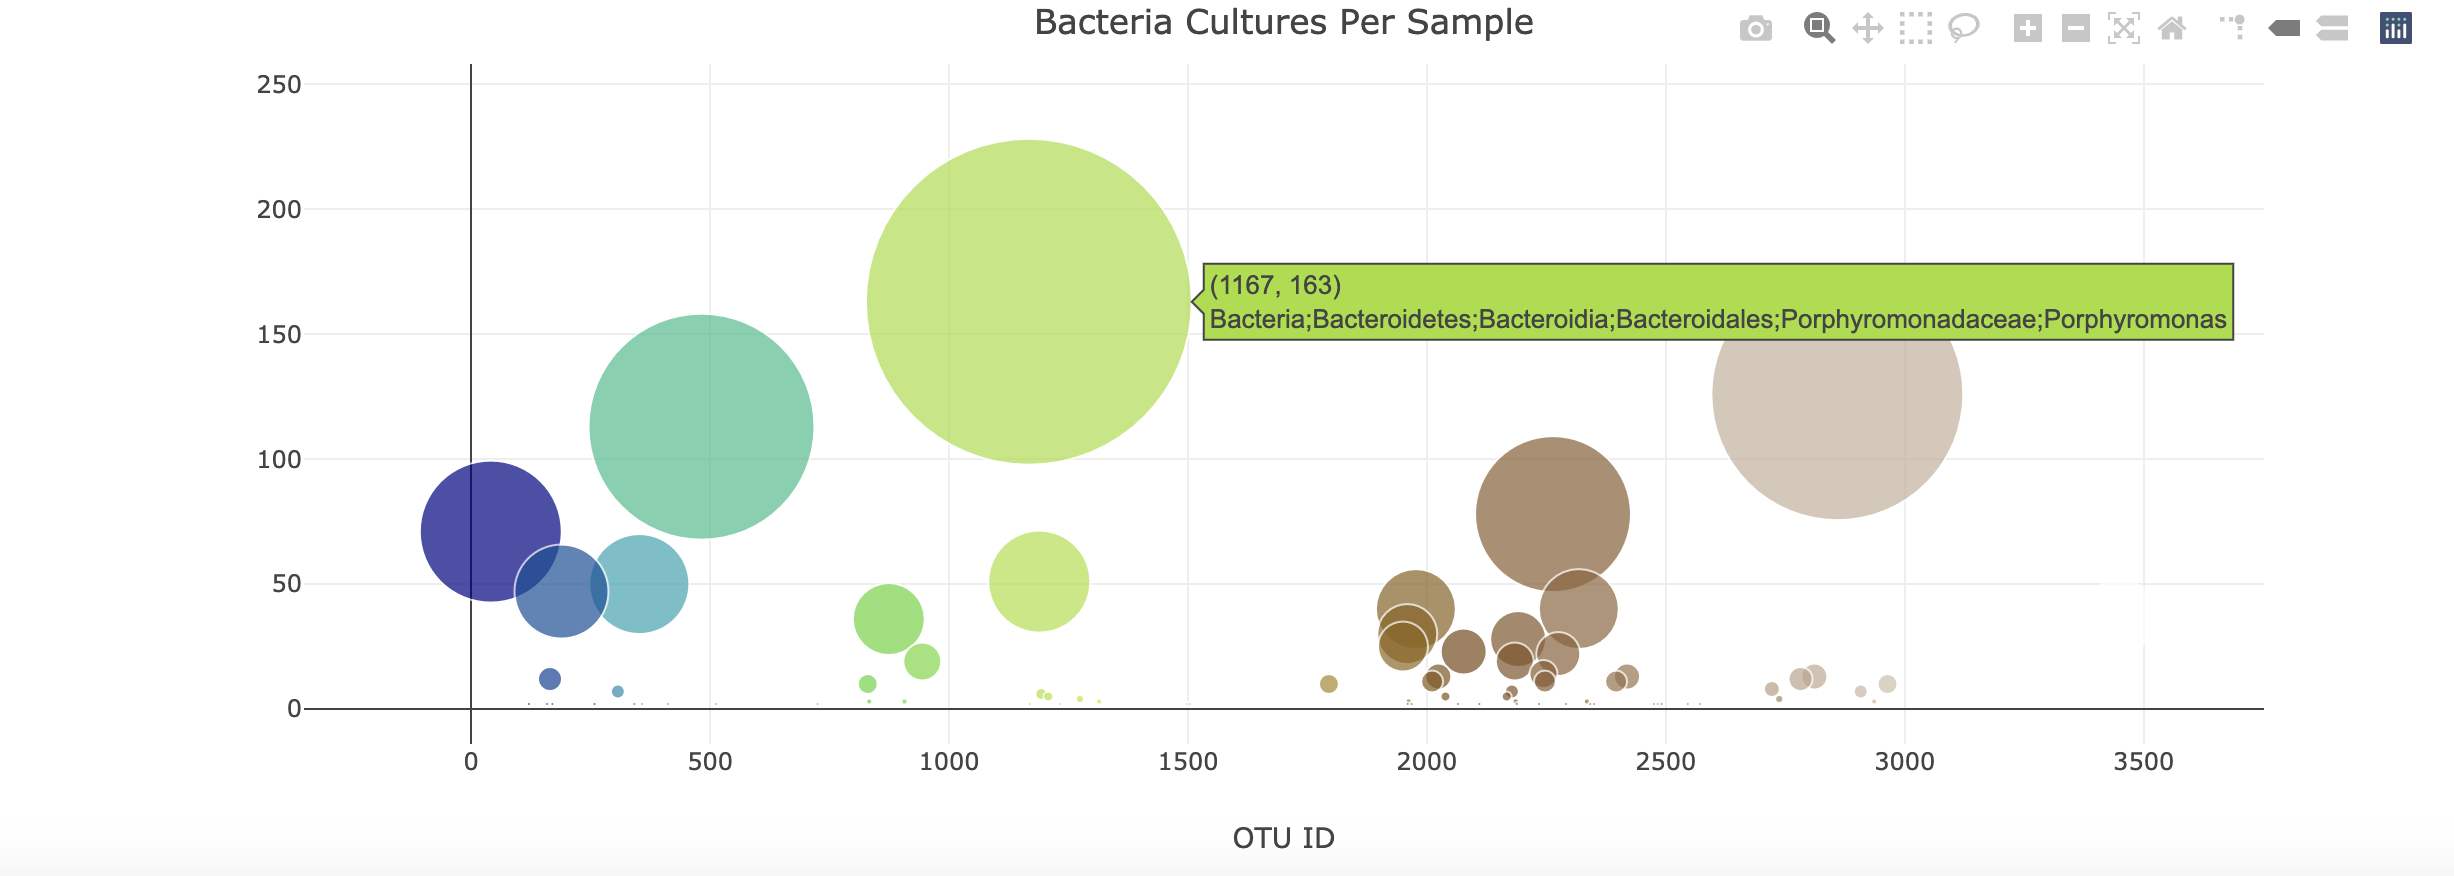 Bacteria Cultures Per Sample
250
200
150
100
50
0
(1167, 163)
Bacteria;Bacteroidetes;Bacteroidia;Bacteroidales;Porphyromonadaceae;Porphyromonas
0 500 1000 1500 2000 2500 3000 3500
OTU ID